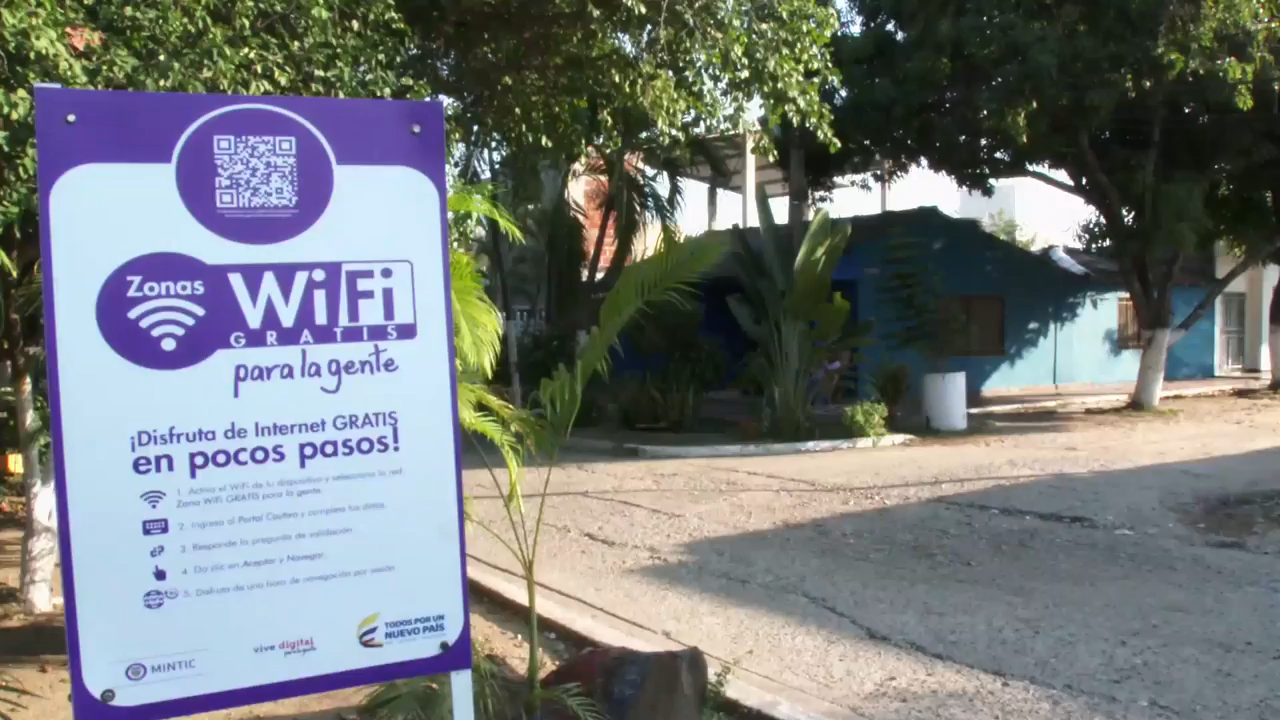 Zonas
WiFi
GRATIS
para la gente
¡Disfruta de Internet GRATIS
en pocos pasos!
1. Activa el WiFi de tu dispositivo y selecciona la red
Zona WiFi GRATIS para la gente.
2. Ingresa al Portal Cautivo y completa tus datos.
3. Responde la pregunta de validación.
4. Da clic en Aceptar y Navegar.
5. Disfruta de una hora de navegación por sesión.
vive digital
para la gente
TODOS POR UN
NUEVO PAÍS
MINTIC